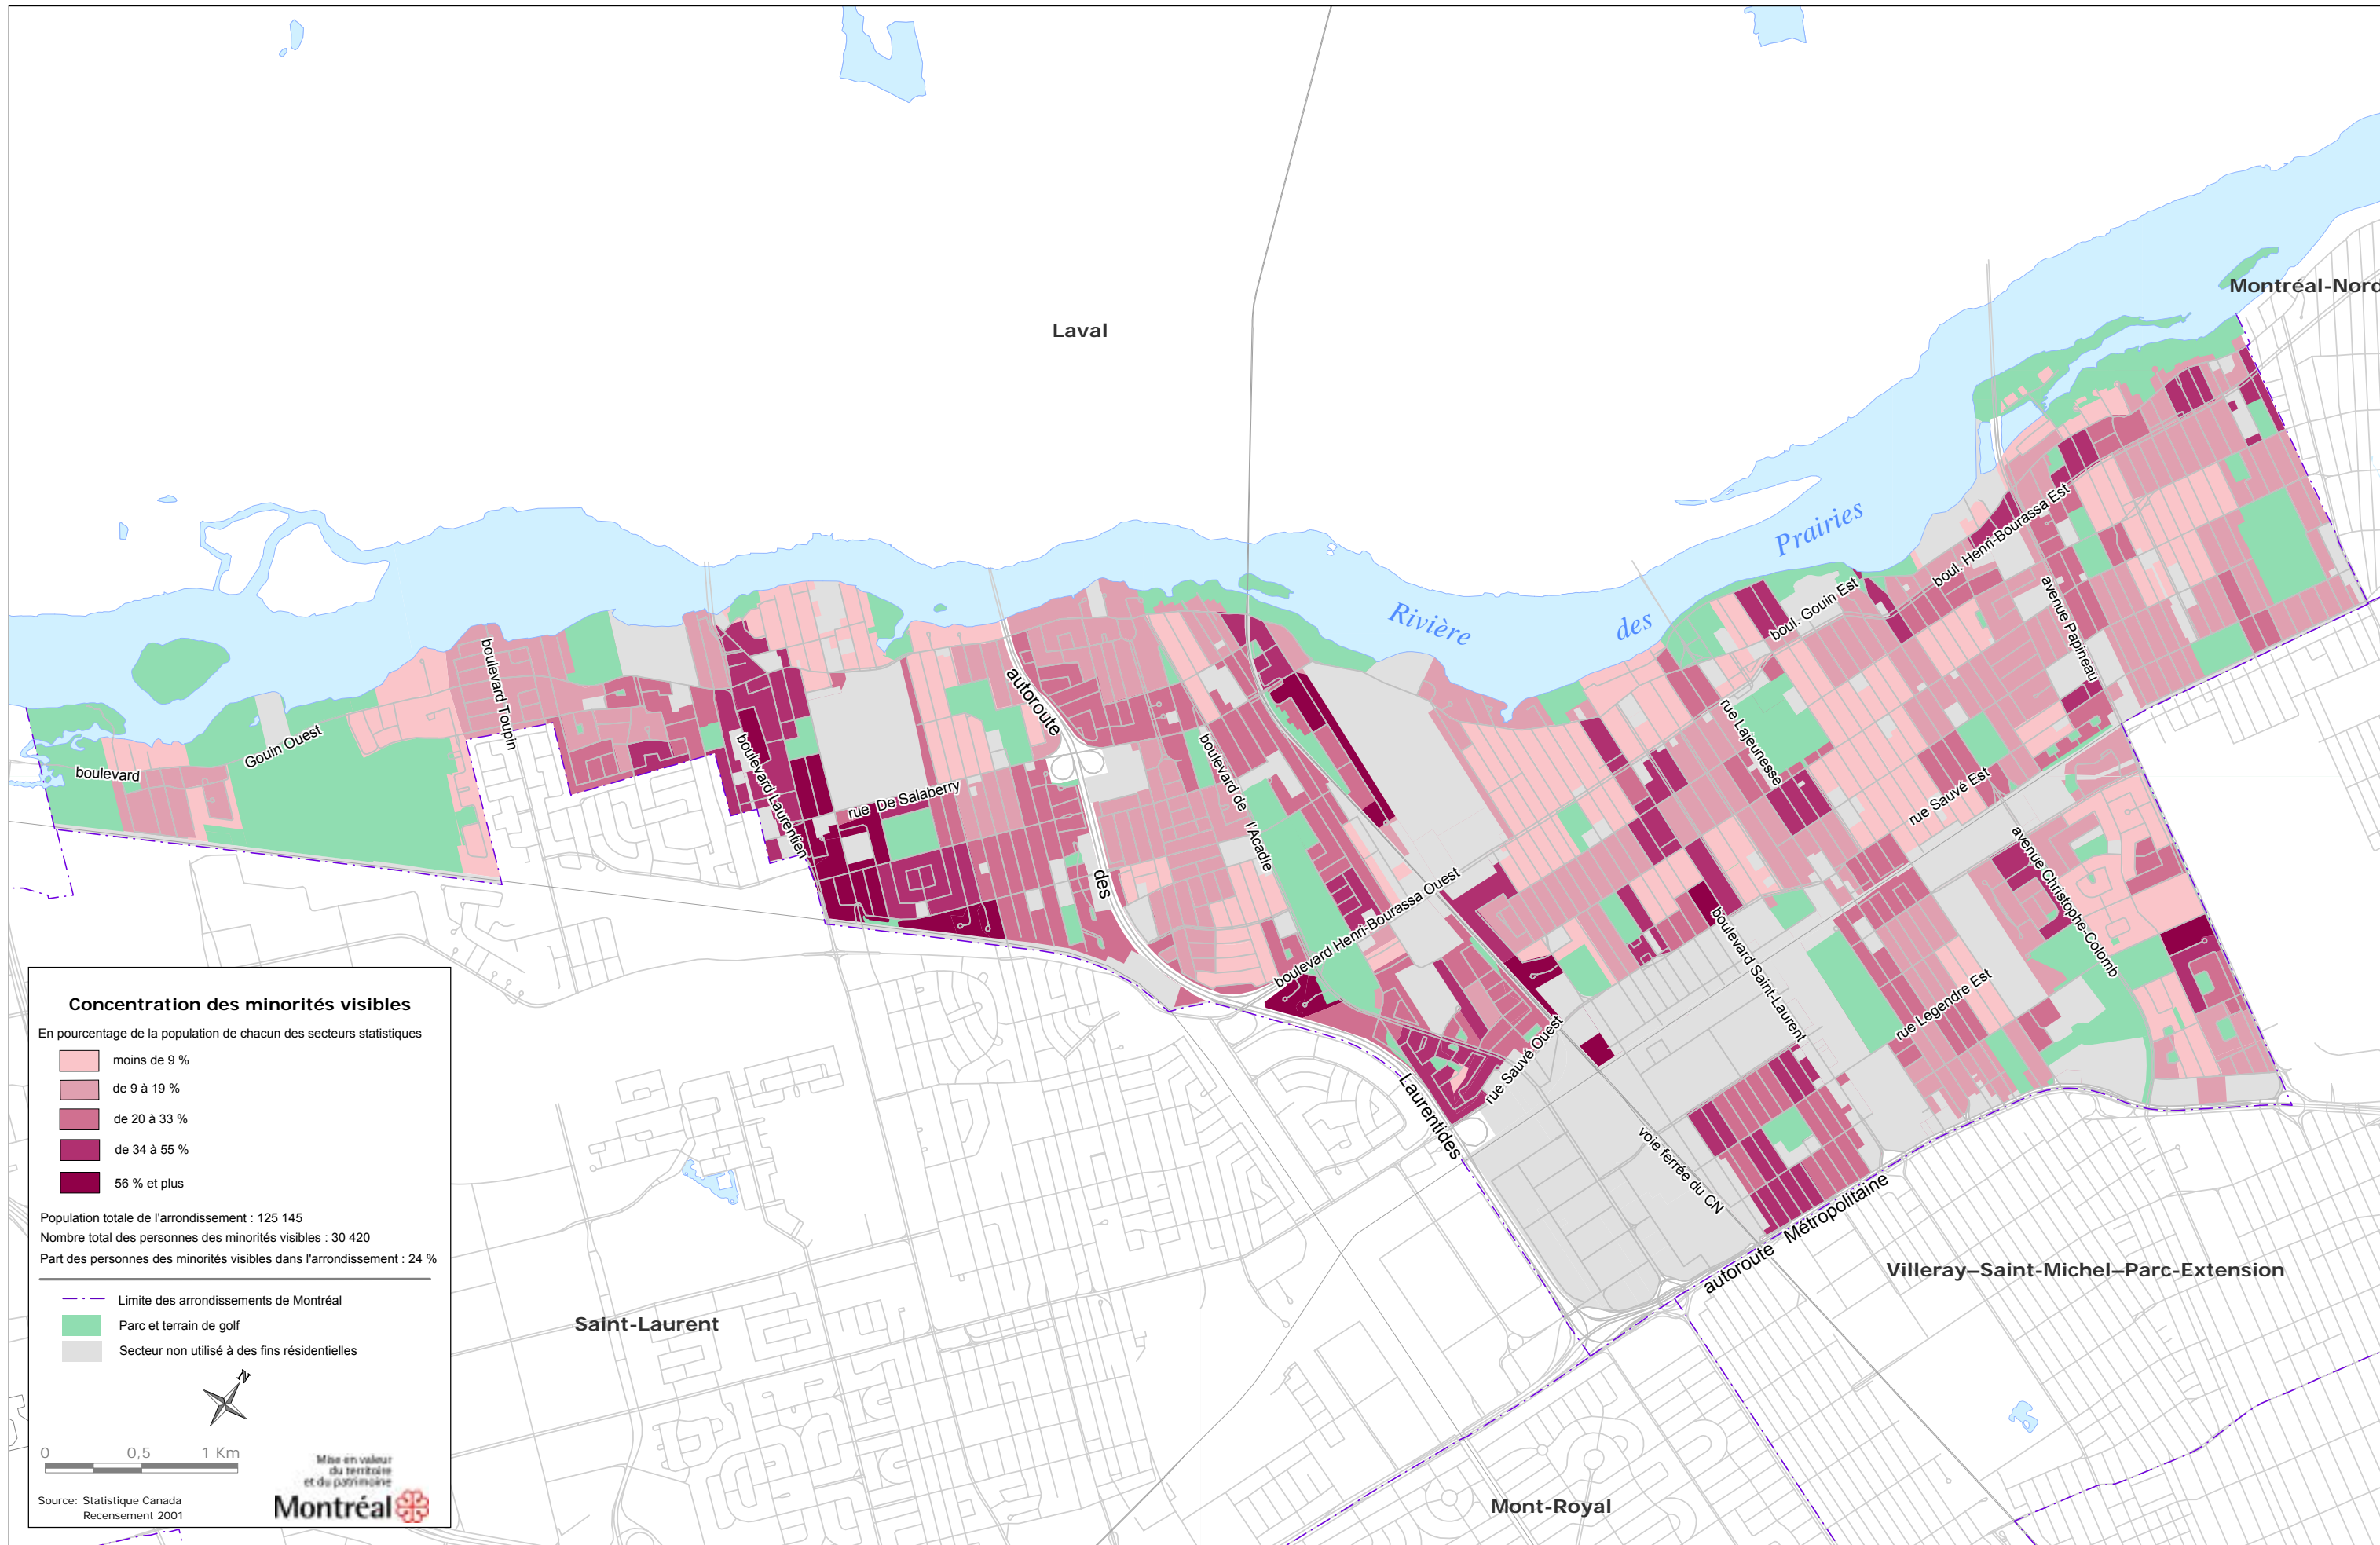 Laval
Montréal-Nord
Rivière
des
Prairies
boulevard
Gouin Ouest
boulevard Toupin
boulevard Laurentien
rue De Salaberry
autoroute
des
Laurentides
boulevard de l'Acadie
boulevard Henri-Bourassa Ouest
rue Sauvé Ouest
boul. Gouin Est
boul. Henri-Bourassa Est
rue Lajeunesse
avenue Papineau
rue Sauvé Est
avenue Christophe-Colomb
boulevard Saint-Laurent
rue Legendre Est
voie ferrée du CN
autoroute Métropolitaine
Villeray–Saint-Michel–Parc-Extension
Saint-Laurent
Mont-Royal
Concentration des minorités visibles
En pourcentage de la population de chacun des secteurs statistiques
moins de 9 %
de 9 à 19 %
de 20 à 33 %
de 34 à 55 %
56 % et plus
Population totale de l'arrondissement : 125 145
Nombre total des personnes des minorités visibles : 30 420
Part des personnes des minorités visibles dans l'arrondissement : 24 %
Limite des arrondissements de Montréal
Parc et terrain de golf
Secteur non utilisé à des fins résidentielles
N
0 0,5 1 Km
Mise en valeur
du territoire
et du patrimoine
Montréal
Source: Statistique Canada
Recensement 2001